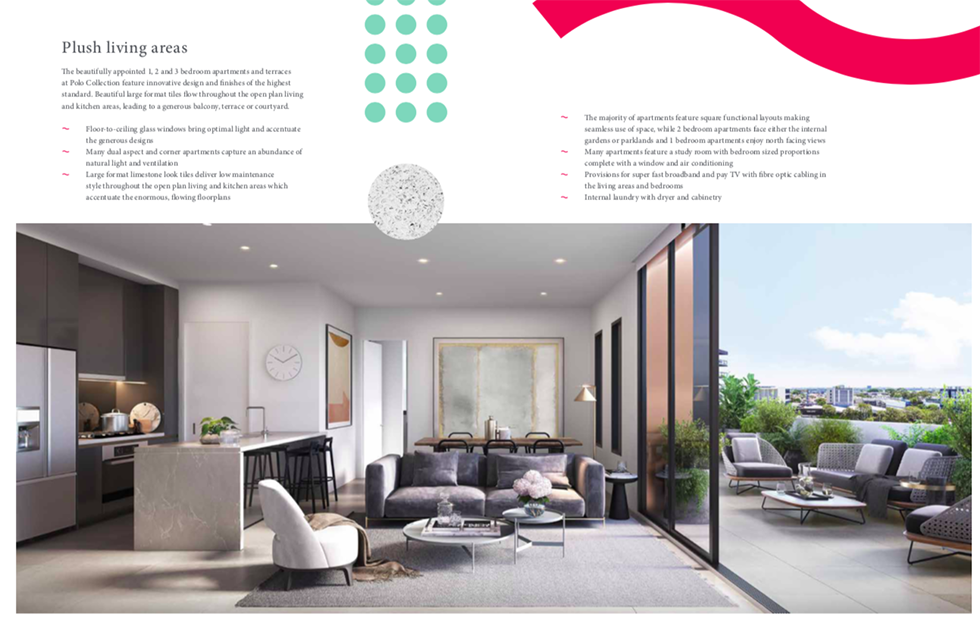 Plush living areas
The beautifully appointed 1, 2 and 3 bedroom apartments and terraces
at Polo Collection feature innovative design and finishes of the highest
standard. Beautiful large format tiles flow throughout the open plan living
and kitchen areas, leading to a generous balcony, terrace or courtyard.
~ Floor-to-ceiling glass windows bring optimal light and accentuate
the generous designs
~ Many dual aspect and corner apartments capture an abundance of
natural light and ventilation
~ Large format limestone look tiles deliver low maintenance
style throughout the open plan living and kitchen areas which
accentuate the enormous, flowing floorplans
~ The majority of apartments feature square functional layouts making
seamless use of space, while 2 bedroom apartments face either the internal
gardens or parklands and 1 bedroom apartments enjoy north facing views
~ Many apartments feature a study room with bedroom sized proportions
complete with a window and air conditioning
~ Provisions for super fast broadband and pay TV with fibre optic cabling in
the living areas and bedrooms
~ Internal laundry with dryer and cabinetry